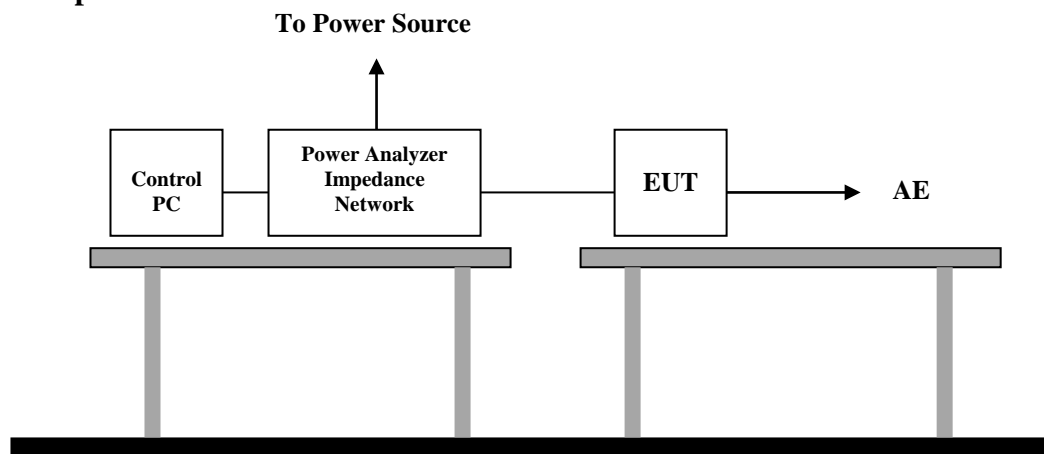 To Power Source
Control
PC
Power Analyzer
Impedance
Network
EUT
AE